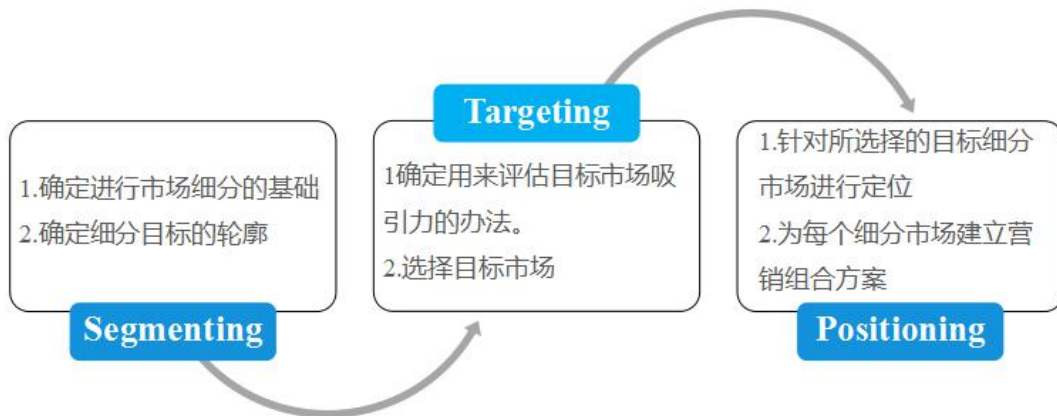 1.确定进行市场细分的基础
2.确定细分目标的轮廓
Segmenting
Targeting
1确定用来评估目标市场吸
引力的办法。
2.选择目标市场
1.针对所选择的目标细分
市场进行定位
2.为每个细分市场建立营
销组合方案
Positioning